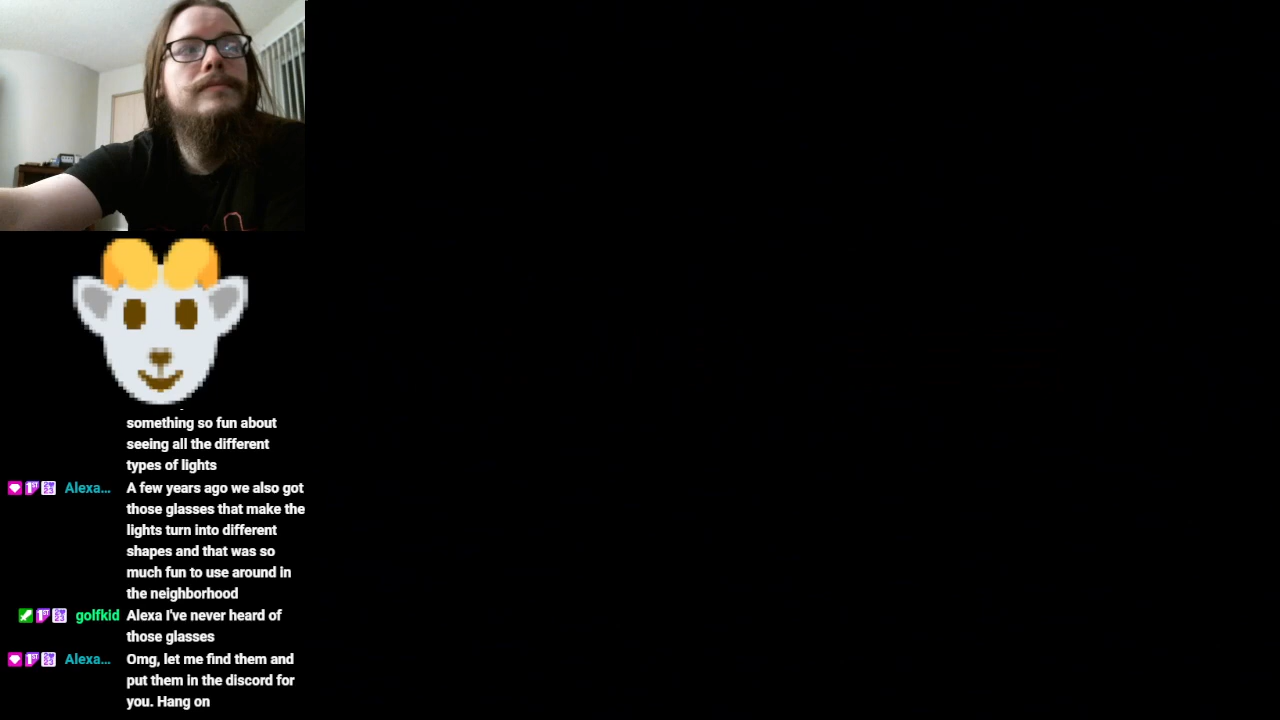 something so fun about
seeing all the different
types of lights
Alexa... A few years ago we also got
those glasses that make the
lights turn into different
shapes and that was so
much fun to use around in
the neighborhood
golfkid Alexa I've never heard of
those glasses
Alexa... Omg, let me find them and
put them in the discord for
you. Hang on